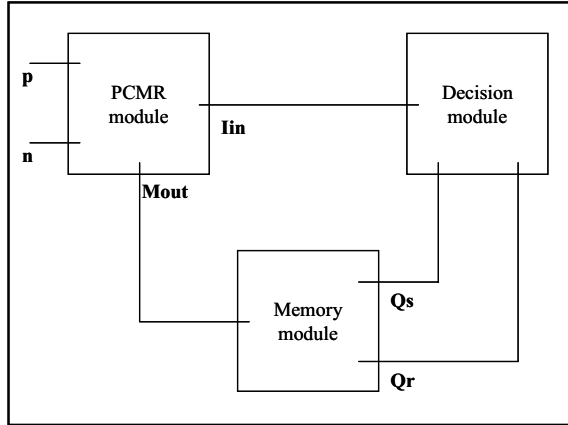 p
n
PCMR
module
Iin
Mout
Decision
module
Memory
module
Qs
Qr